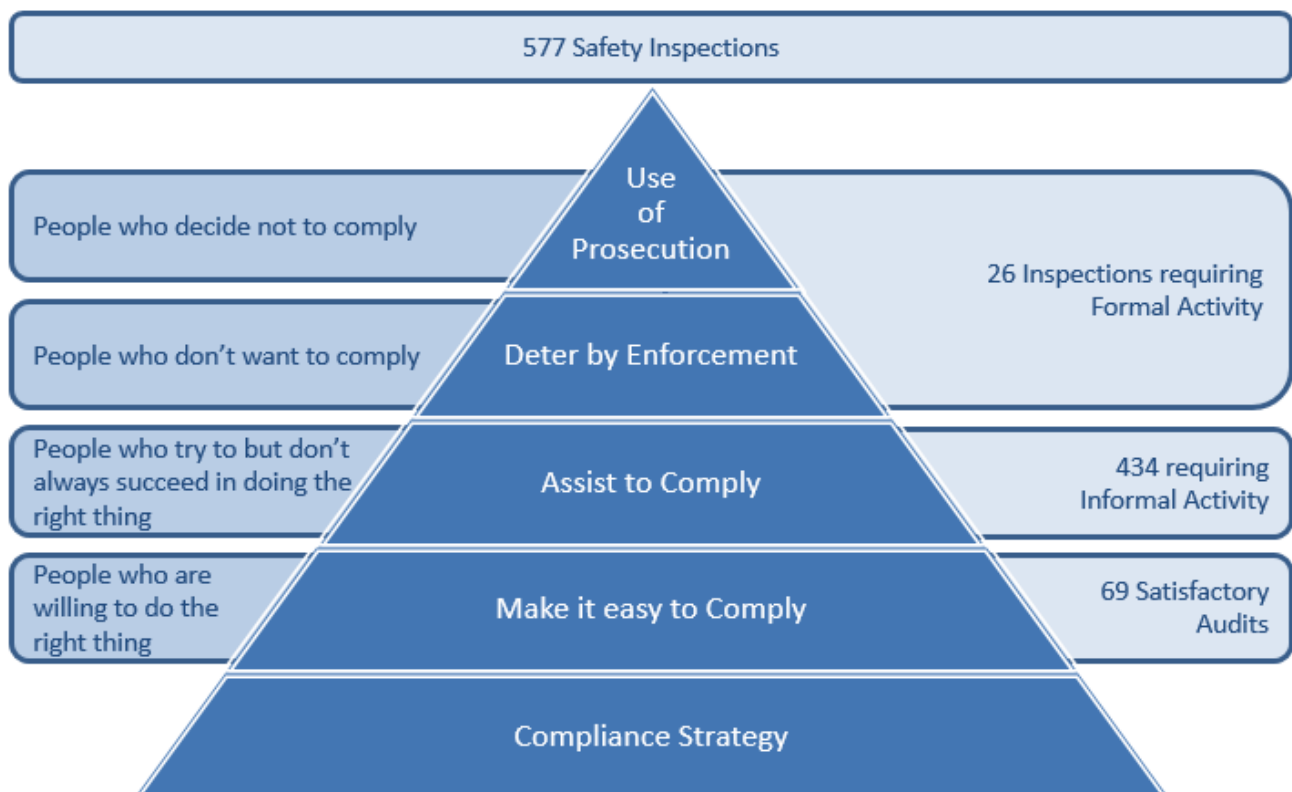 577 Safety Inspections
Use
of
Prosecution
People who decide not to comply
26 Inspections requiring
Formal Activity
People who don't want to comply
Deter by Enforcement
People who try to but don't
always succeed in doing the
right thing
Assist to Comply
434 requiring
Informal Activity
People who are
willing to do the
right thing
Make it easy to Comply
69 Satisfactory
Audits
Compliance Strategy